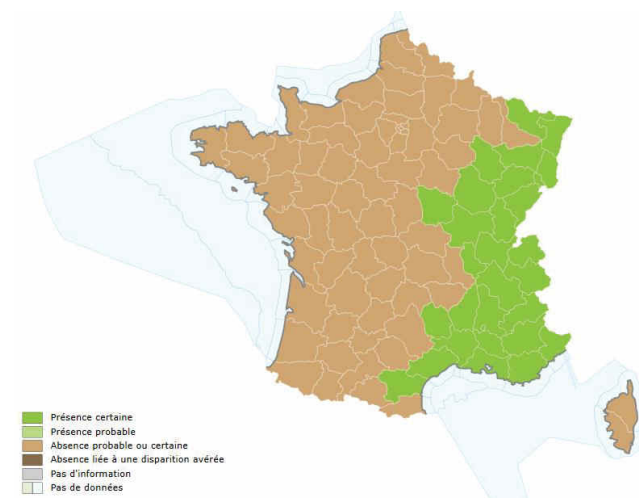 Présence certaine
Présence probable
Absence probable ou certaine
Absence liée à une disparition avérée
Pas d'information
Pas de données